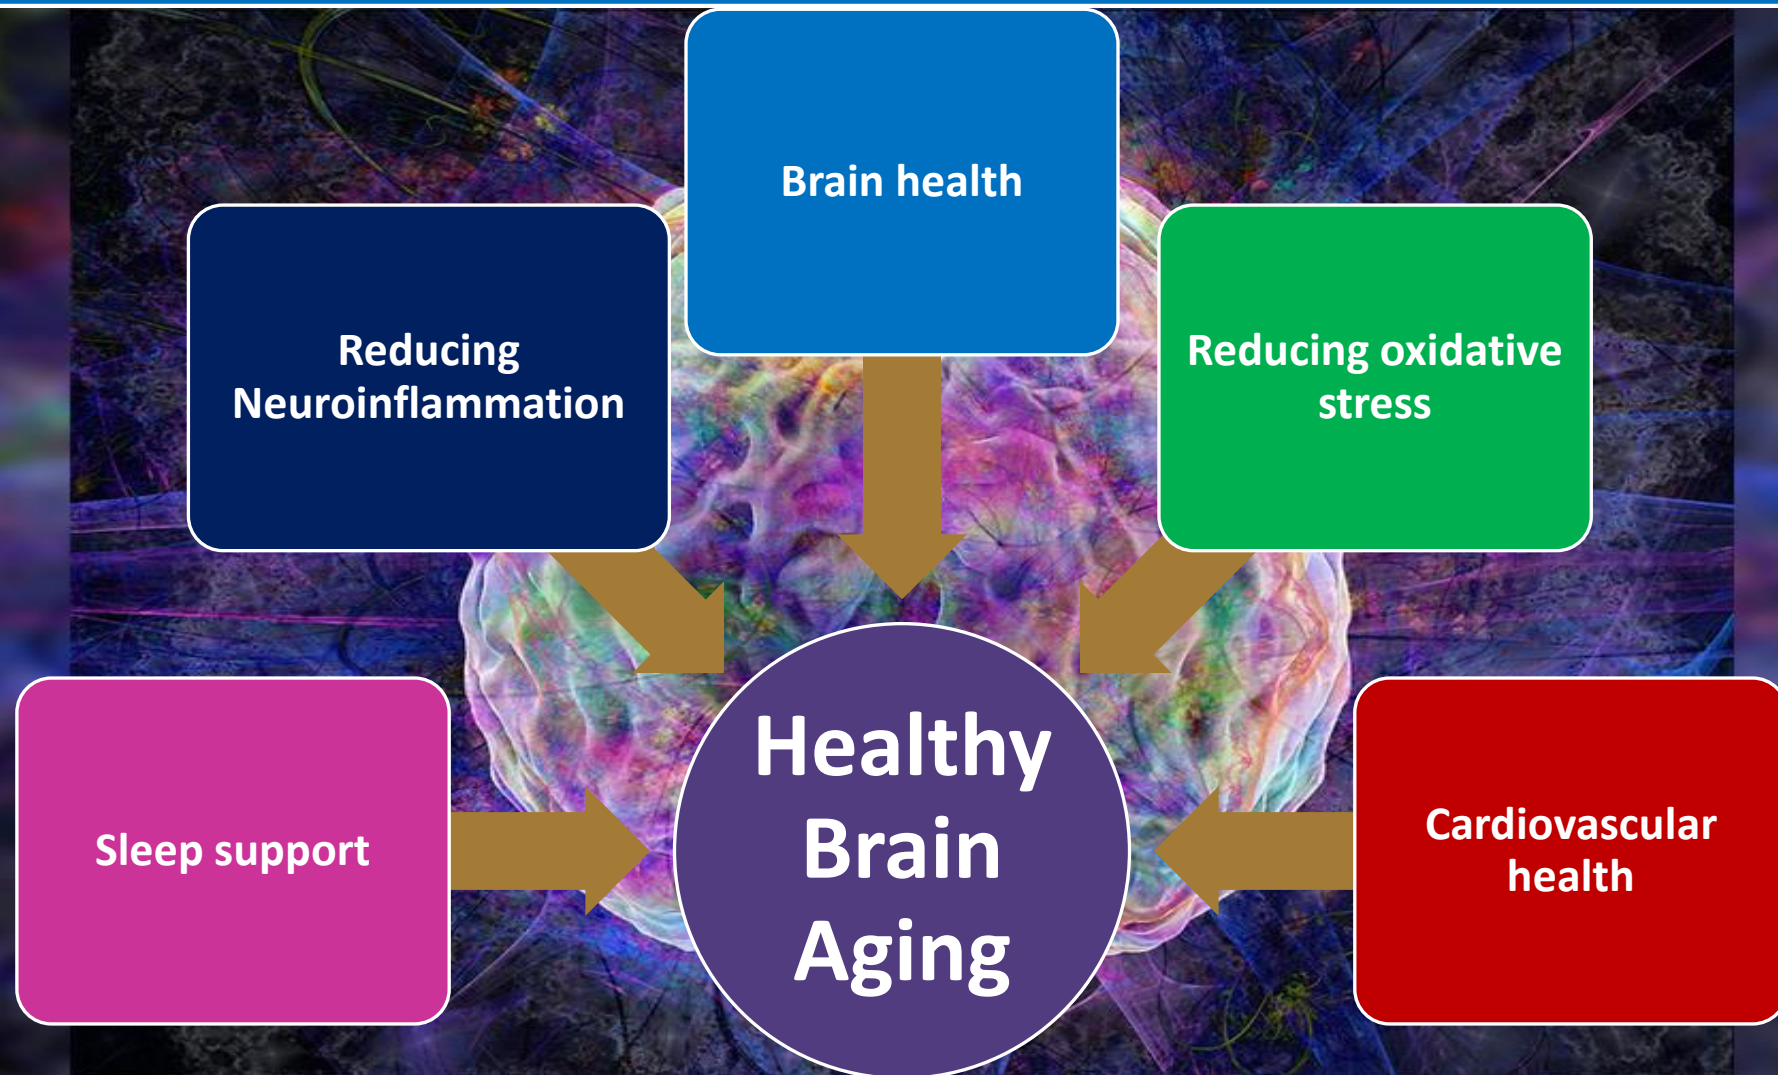 Brain health
Reducing
Neuroinflammation
Reducing oxidative
stress
Sleep support
Healthy
Brain
Aging
Cardiovascular
health